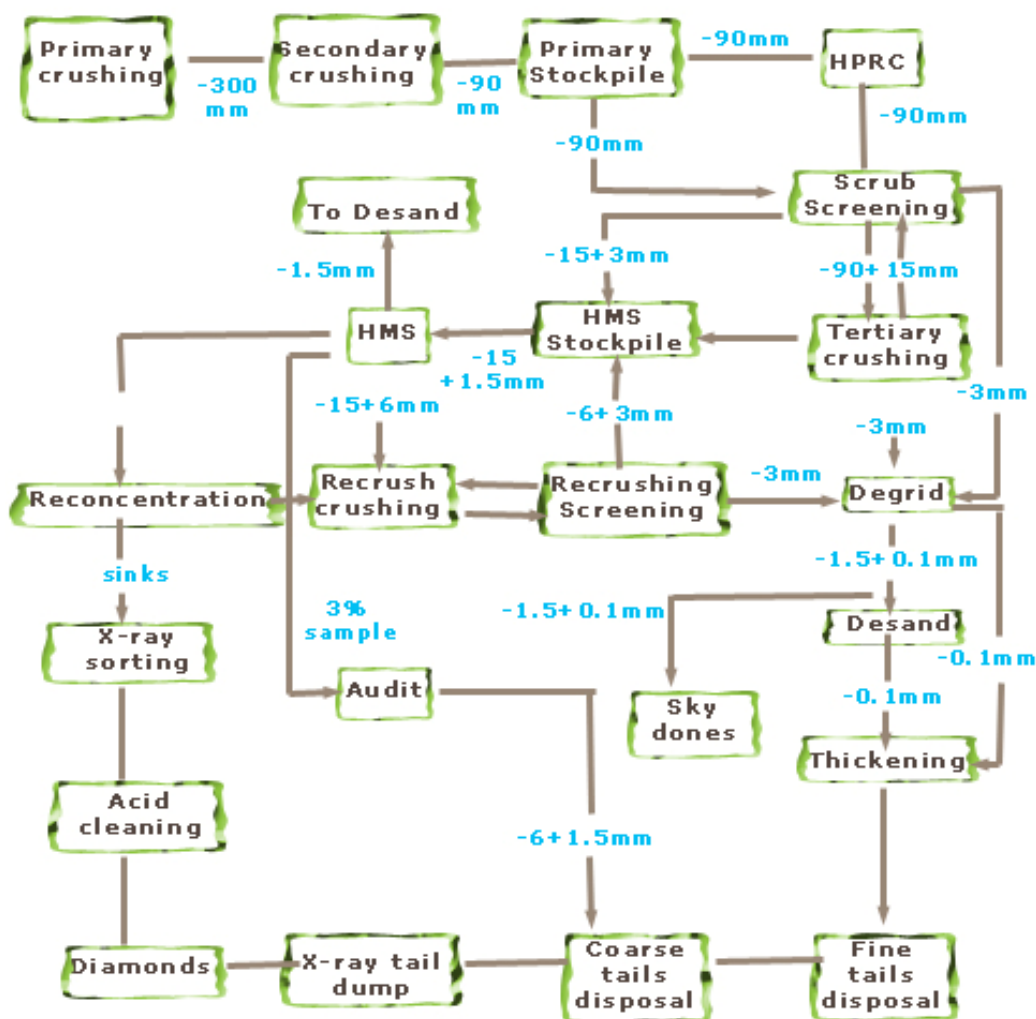 Primary
crushing
-300
mm
Secondary
crushing
-90
mm
Primary
Stockpile
-90mm
HPRC
-90mm
-90mm
Scrub
Screening
To Desand
-1.5mm
-15+3mm
-90+15mm
HMS
-15
+1.5mm
HMS
Stockpile
Tertiary
crushing
-3mm
-15+6mm
-6+3mm
-3mm
Reconcentration
Recrush
crushing
Recrushing
Screening
-3mm
Degrid
-1.5+0.1mm
sinks
3%
sample
-1.5+0.1mm
Desand
-0.1mm
X-ray
sorting
Audit
Sky
dones
-0.1mm
Thickening
Acid
cleaning
-6+1.5mm
Diamonds
X-ray tail
dump
Coarse
tails
disposal
Fine
tails
disposal